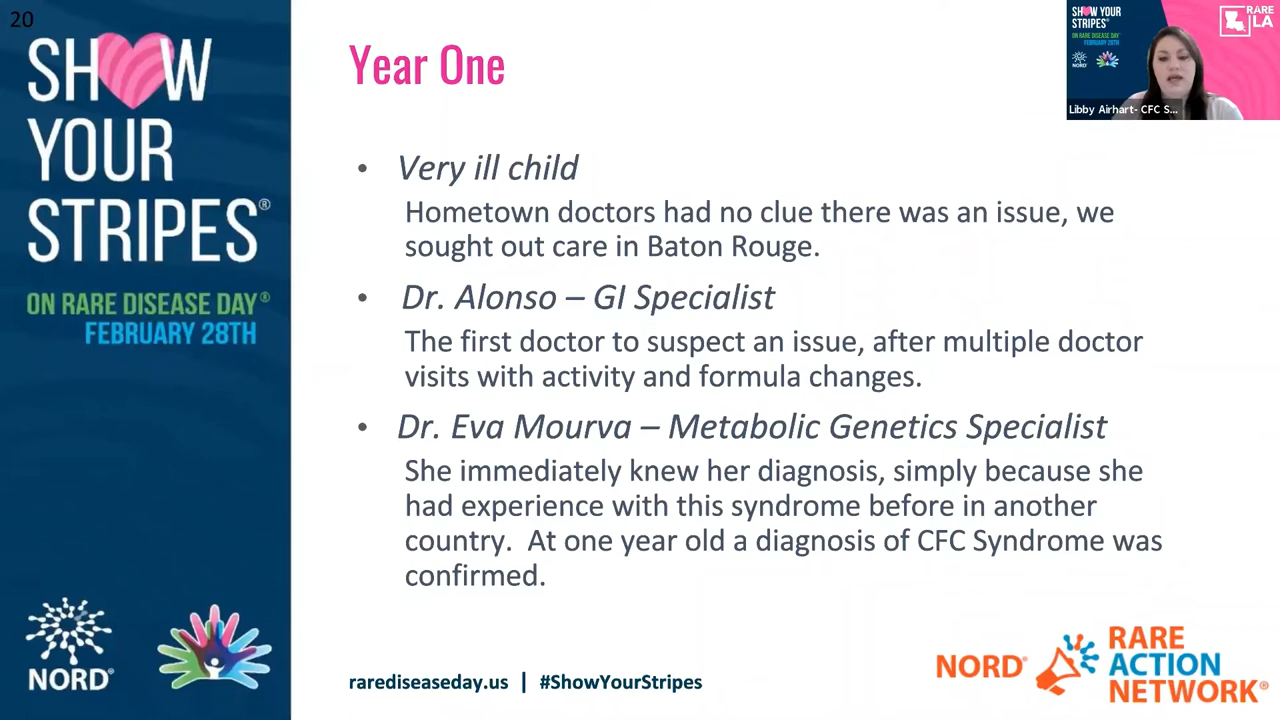 20
SHOW
YOUR
STRIPES®
ON RARE DISEASE DAY®
FEBRUARY 28TH
NORD®
Year One
• Very ill child
Hometown doctors had no clue there was an issue, we
sought out care in Baton Rouge.
• Dr. Alonso – GI Specialist
The first doctor to suspect an issue, after multiple doctor
visits with activity and formula changes.
• Dr. Eva Mourva – Metabolic Genetics Specialist
She immediately knew her diagnosis, simply because she
had experience with this syndrome before in another
country. At one year old a diagnosis of CFC Syndrome was
confirmed.
rarediseaseday.us | #ShowYourStripes
NORD®
RARE
ACTION
NETWORK®
SHOW YOUR
STRIPES®
ON RARE DISEASE DAY
FEBRUARY 28TH
NORD
RARE
LA
Libby Airhart- CFC S...